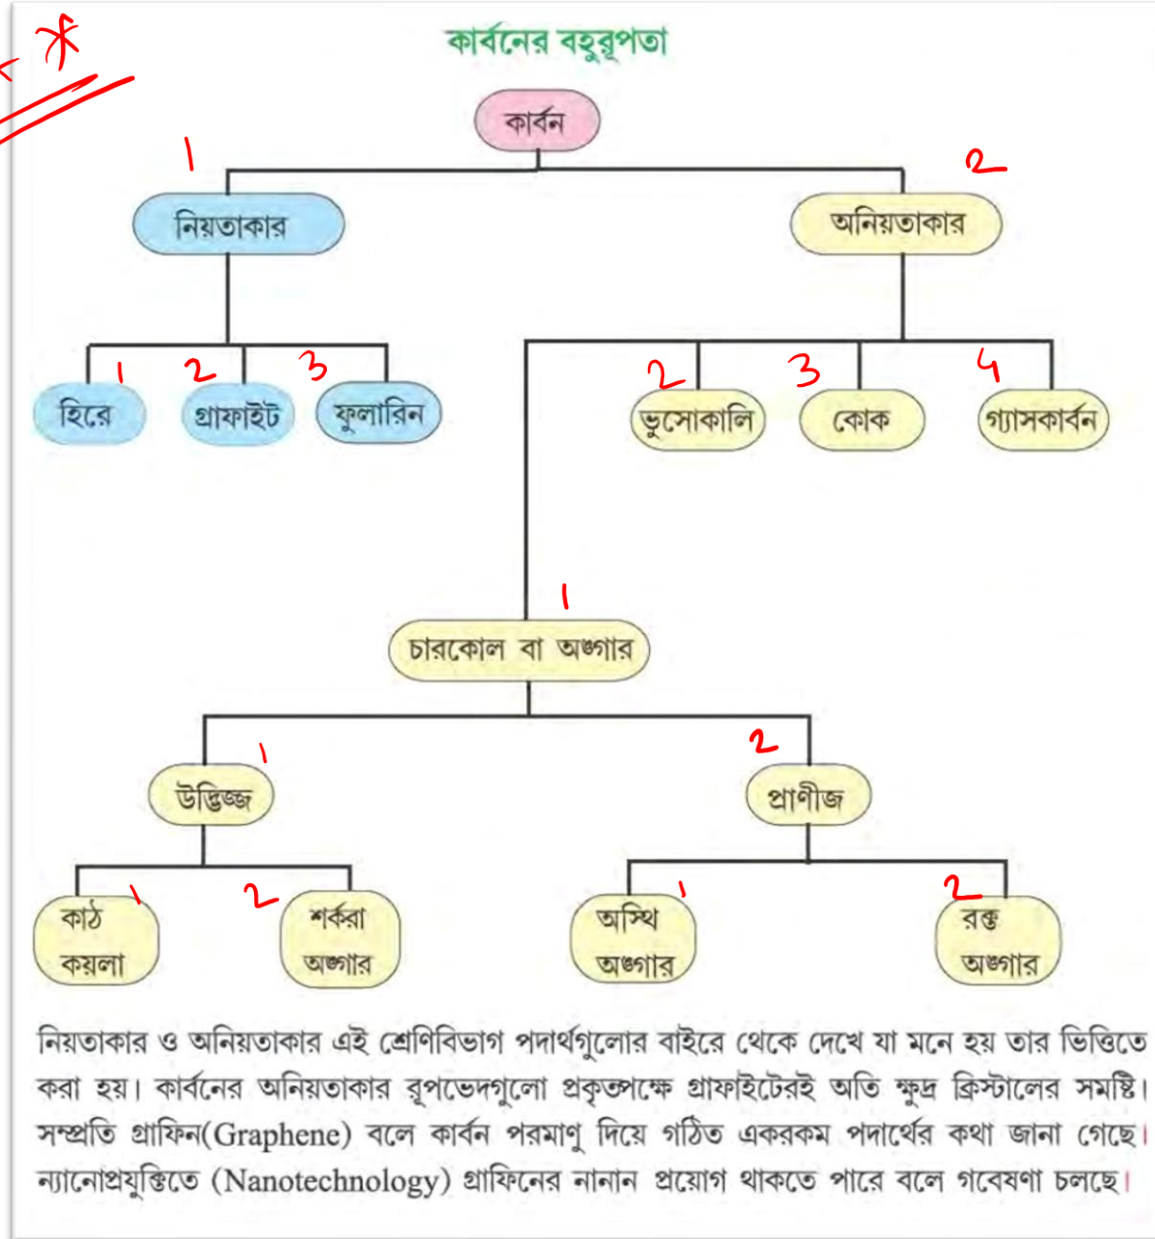 কার্বনের বহুরূপতা
কার্বন
1
2
নিয়তাকার
অনিয়তাকার
1
2
3
2
3
4
হিরে
গ্রাফাইট
ফুলারিন
ভুসোকালি
কোক
গ্যাসকার্বন
1
চারকোল বা অঙ্গার
1
2
উদ্ভিজ্জ
প্রাণীজ
1
2
1
2
কাঠ
কয়লা
শর্করা
অঙ্গার
অস্থি
অঙ্গার
রক্ত
অঙ্গার
নিয়তাকার ও অনিয়তাকার এই শ্রেণিবিভাগ পদার্থগুলোর বাইরে থেকে দেখে যা মনে হয় তার ভিত্তিতে
করা হয়। কার্বনের অনিয়তাকার রূপভেদগুলো প্রকৃতপক্ষে গ্রাফাইটেরই অতি ক্ষুদ্র ক্রিস্টালের সমষ্টি।
সম্প্রতি গ্রাফিন(Graphene) বলে কার্বন পরমাণু দিয়ে গঠিত একরকম পদার্থের কথা জানা গেছে।
ন্যানোপ্রযুক্তিতে (Nanotechnology) গ্রাফিনের নানান প্রয়োগ থাকতে পারে বলে গবেষণা চলছে।